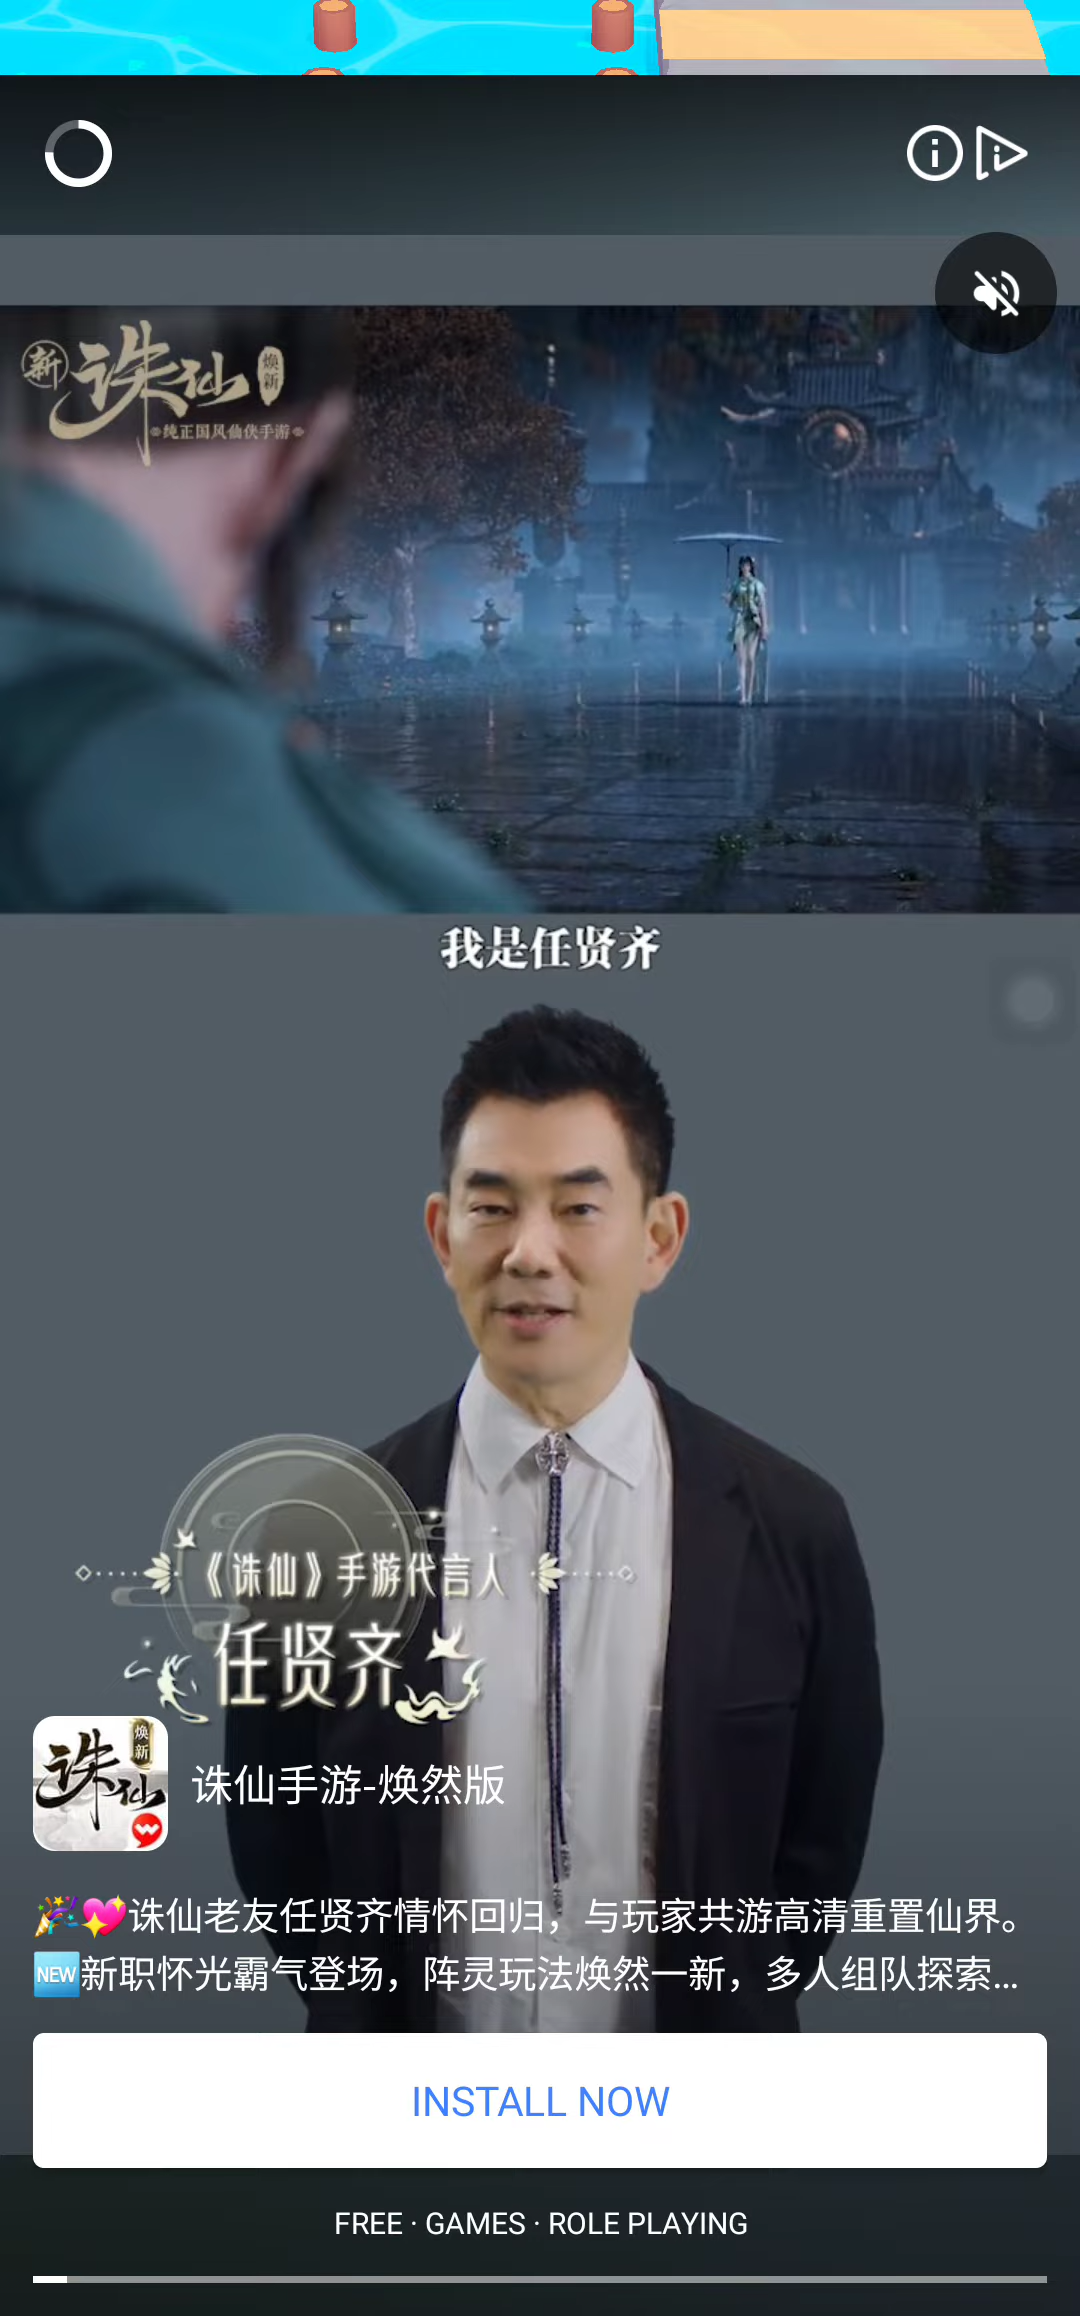 新诛仙焕新
纯正国风仙侠手游
我是任贤齐
《诛仙》手游代言人
任贤齐
诛仙焕新
诛仙手游-焕然版
🎉💖诛仙老友任贤齐情怀回归，与玩家共游高清重置仙界。
🆕新职怀光霸气登场，阵灵玩法焕然一新，多人组队探索...
INSTALL NOW
FREE · GAMES · ROLE PLAYING